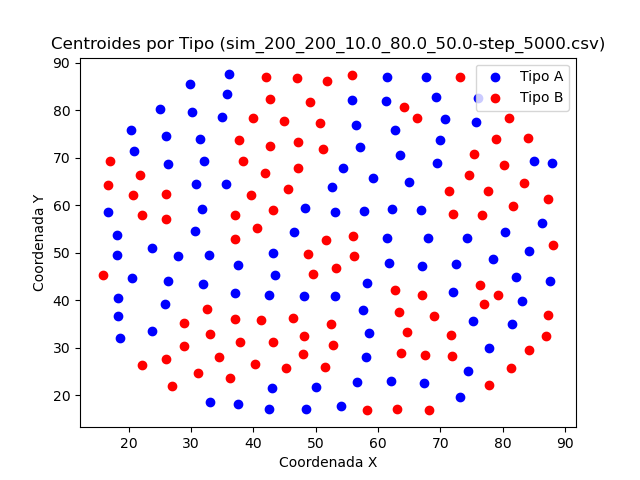 Centroides por Tipo (sim_200_200_10.0_80.0_50.0-step_5000.csv)
Tipo A
Tipo B
Coordenada Y
90
80
70
60
50
40
30
20
20 30 40 50 60 70 80 90
Coordenada X